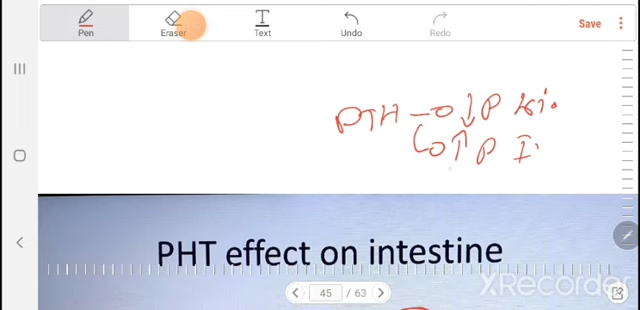 Pen Eraser Text Undo Redo Save
PTH ↓ P
↑ P I
PHT effect on intestine
45 / 63
XRecorder